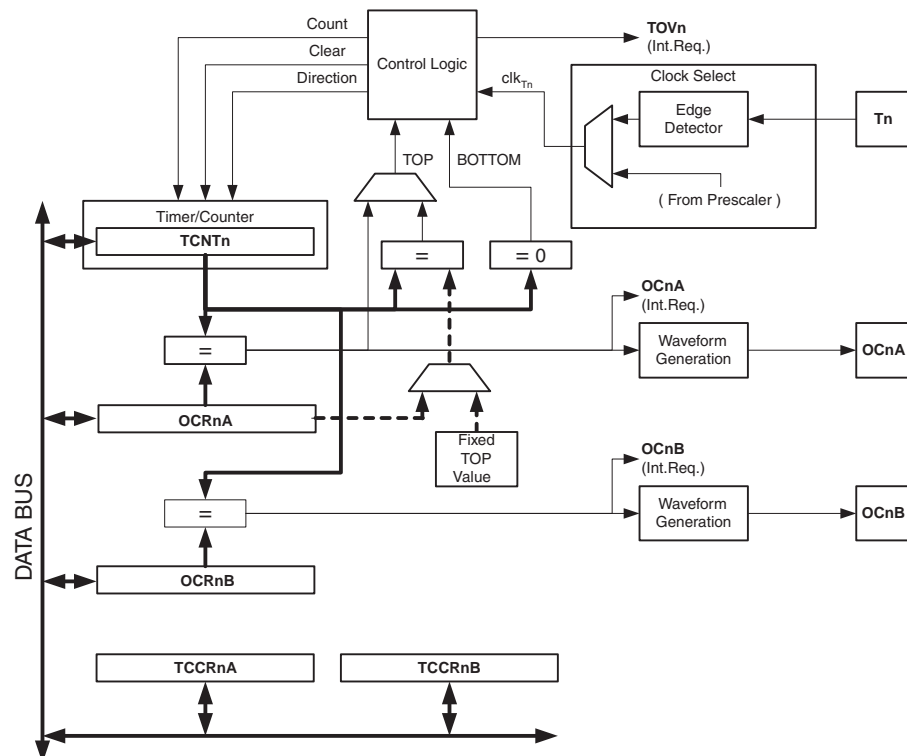 Count
Clear
Direction
Control Logic
TOVn
(Int.Req.)
Clock Select
clkTn
Edge
Detector
Tn
( From Prescaler )
TOP
BOTTOM
Timer/Counter
TCNTn
=
= 0
OCnA
(Int.Req.)
=
Waveform
Generation
OCnA
OCRnA
Fixed
TOP
Value
OCnB
(Int.Req.)
=
Waveform
Generation
OCnB
OCRnB
DATA BUS
TCCRnA
TCCRnB